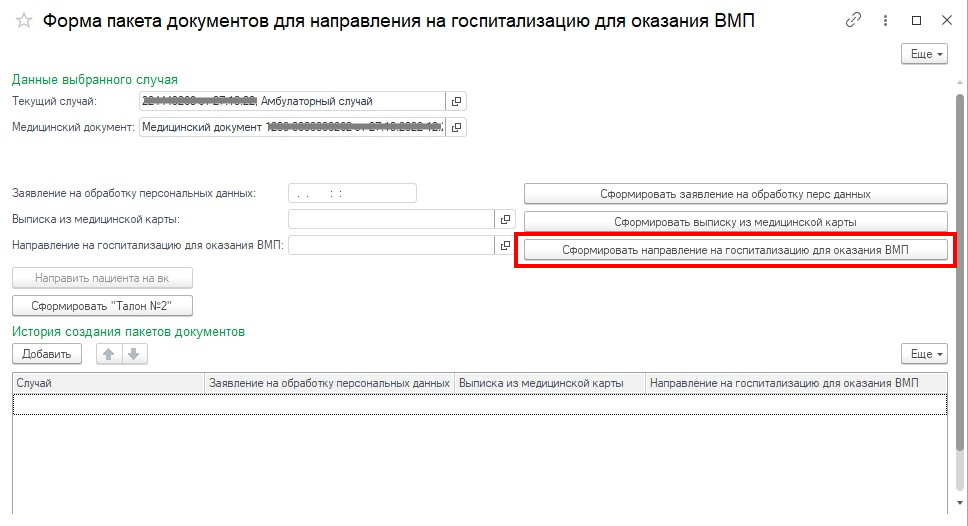 Форма пакета документов для направления на госпитализацию для оказания ВМП
Еще
Данные выбранного случая
Текущий случай: Амбулаторный случай
Медицинский документ: Медицинский документ
Заявление на обработку персональных данных: . . : :
Сформировать заявление на обработку перс данных
Выписка из медицинской карты:
Сформировать выписку из медицинской карты
Направление на госпитализацию для оказания ВМП:
Сформировать направление на госпитализацию для оказания ВМП
Направить пациента на вк
Сформировать "Талон №2"
История создания пакетов документов
Добавить
Еще
Случай Заявление на обработку персональных данных Выписка из медицинской карты Направление на госпитализацию для оказания ВМП